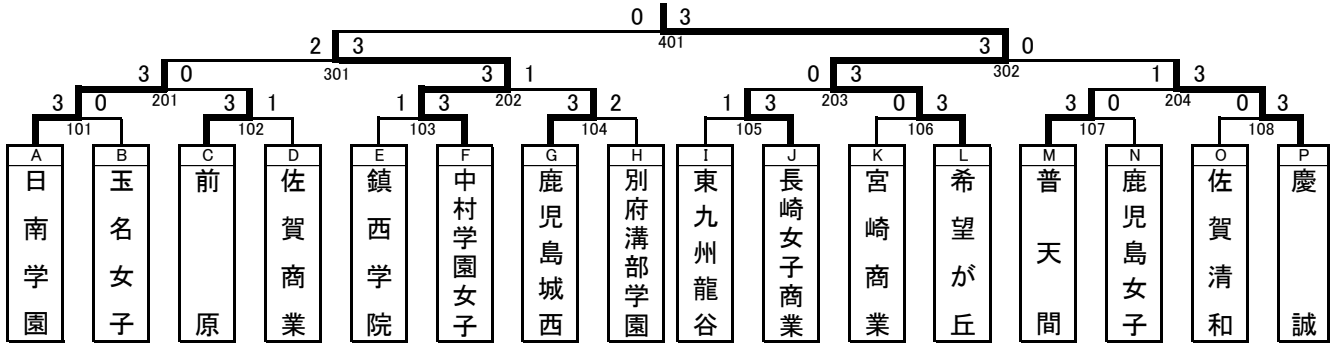 0 3
401
2 3 3 0
301 302
3 0 3 1 0 3 1 3
201 202 203 204
3 0 3 1 1 3 3 2 1 3 0 3 3 0 0 3
101 102 103 104 105 106 107 108
A B C D E F G H I J K L M N O P
日南学園
玉名女子
前原
佐賀商業
鎮西学院
中村学園女子
鹿児島城西
別府溝部学園
東九州龍谷
長崎女子商業
宮崎商業
希望が丘
普天間
鹿児島女子
佐賀清和
慶誠